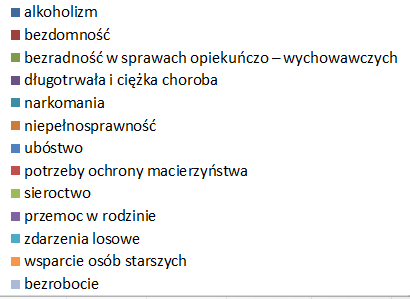 alkoholizm
bezdomność
bezradność w sprawach opiekuńczo – wychowawczych
długotrwała i ciężka choroba
narkomania
niepełnosprawność
ubóstwo
potrzeby ochrony macierzyństwa
sieroctwo
przemoc w rodzinie
zdarzenia losowe
wsparcie osób starszych
bezrobocie